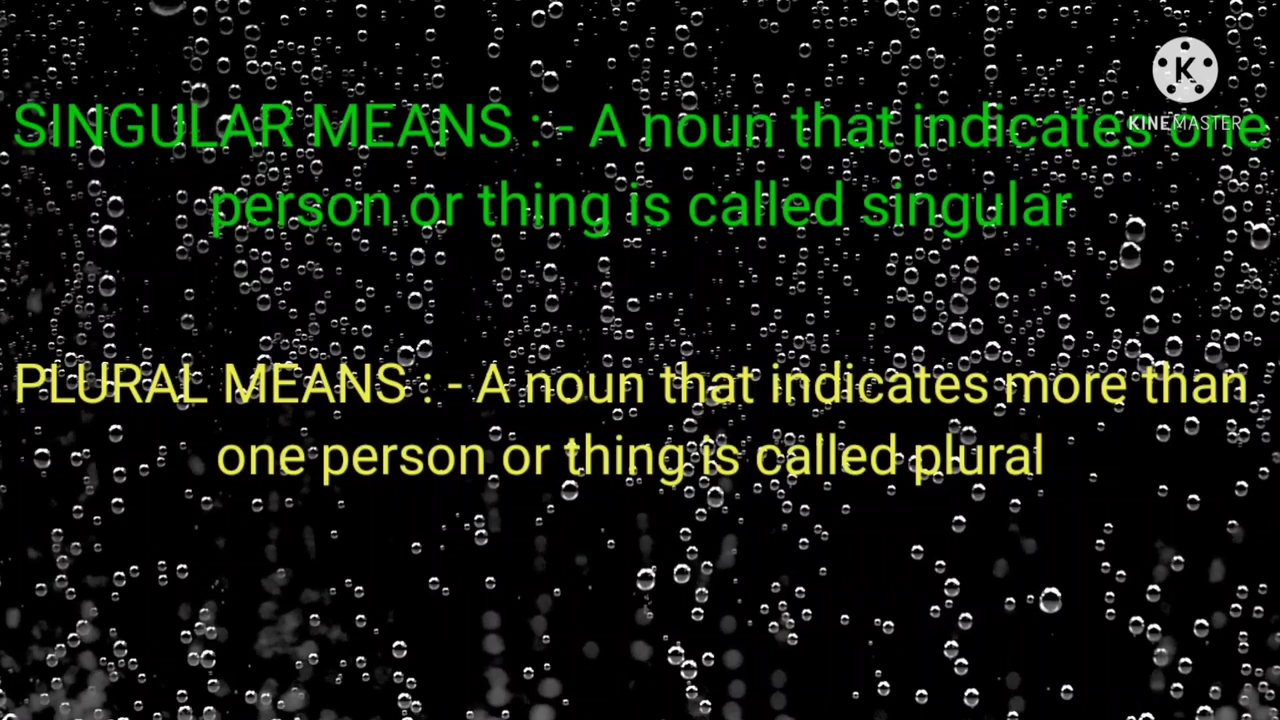 SINGULAR MEANS : - A noun that indicates one
person or thing is called singular
PLURAL MEANS : - A noun that indicates more than
one person or thing is called plural
K
KINEMASTER